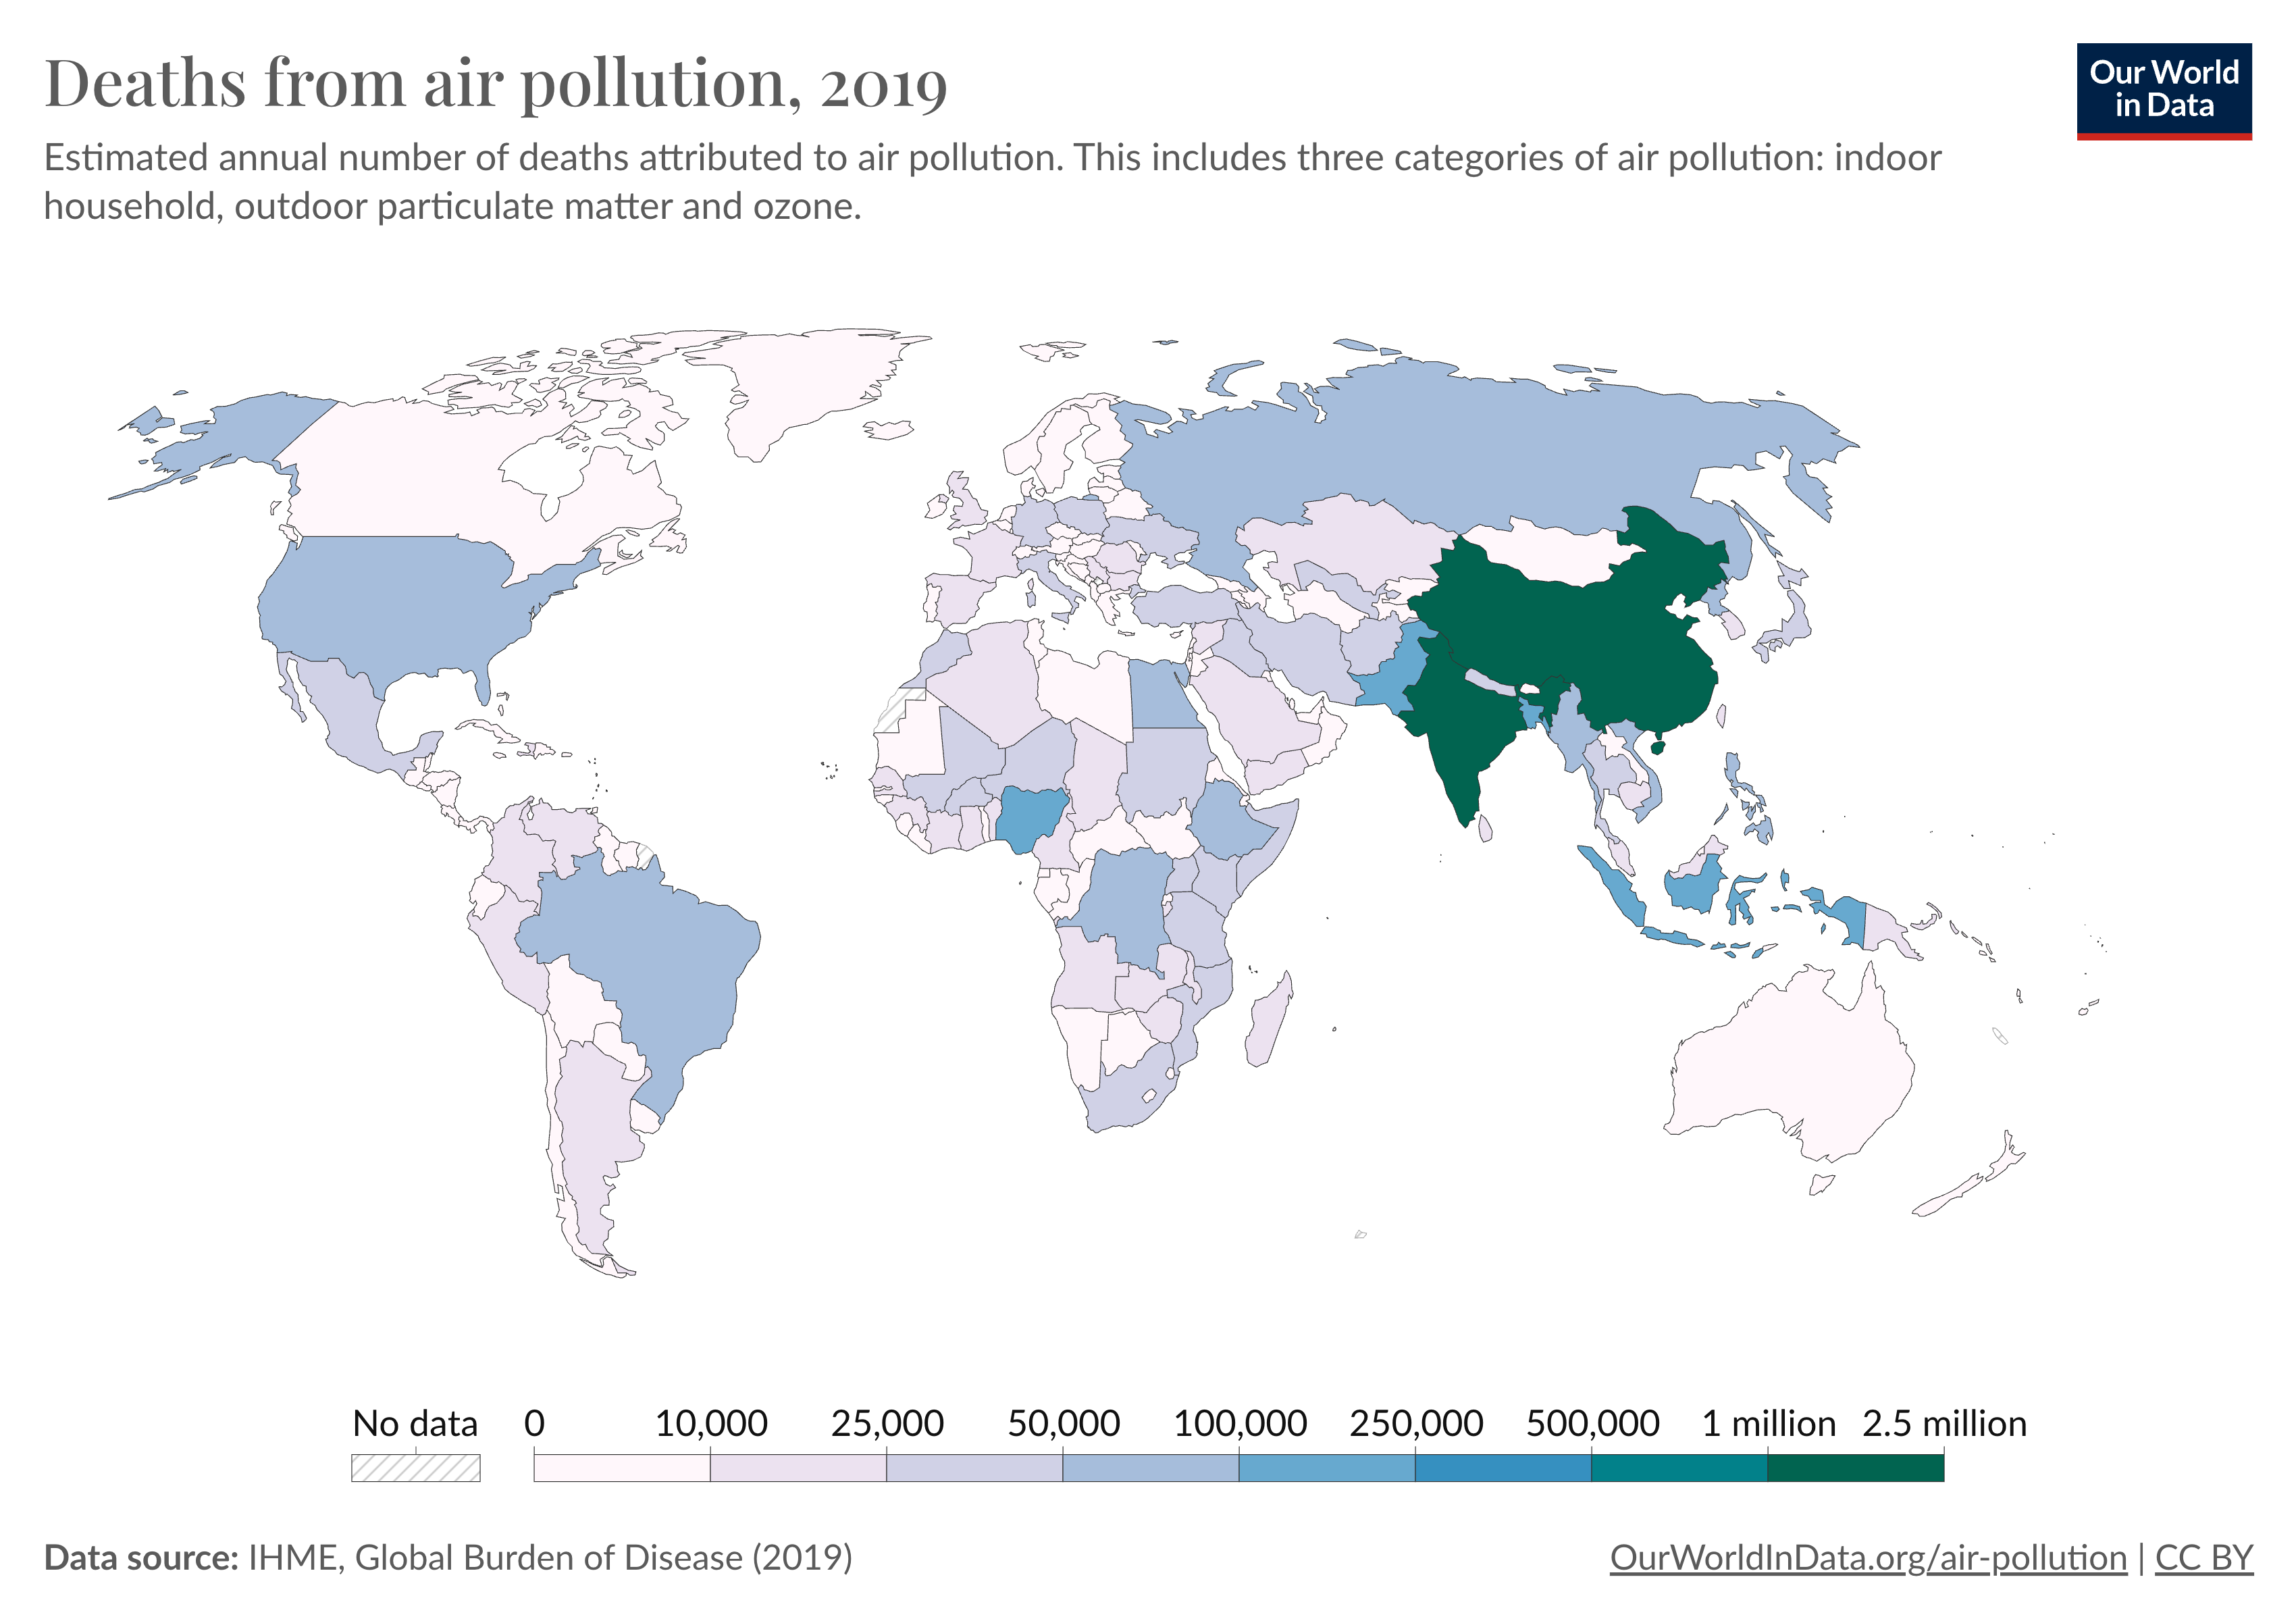 Deaths from air pollution, 2019
Our World
in Data
Estimated annual number of deaths attributed to air pollution. This includes three categories of air pollution: indoor
household, outdoor particulate matter and ozone.
No data 0 10,000 25,000 50,000 100,000 250,000 500,000 1 million 2.5 million
Data source: IHME, Global Burden of Disease (2019)
OurWorldInData.org/air-pollution | CC BY